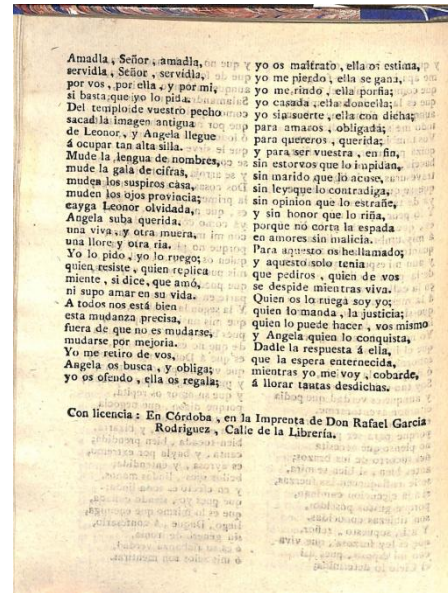 Amadla, Señor, amadla,
servidla, Señor, servidla,
por vos, por ella, y por mi,
si basta que yo lo pida.
Del templo de vuestro pecho
sacad la imagen antigua
de Leonor, y Angela llegue
á ocupar tan alta silla.
Mude la lengua de nombres,
mude la gala de cifras,
muden los suspiros casa,
muden los ojos provincia;
cayga Leonor olvidada,
Angela suba querida,
una viva, y otra muera,
una llore y otra ria.
Yo lo pido, yo lo ruego;
quien resiste, quien replica
miente, si dice, que amó,
ni supo amar en su vida.
A todos nos está bien
esta mudanza precisa,
fuera de que no es mudarse,
mudarse por mejoria.
Yo me retiro de vos,
Angela os busca, y obliga;
yo os ofendo, ella os regala;
yo os maltrato, ella os estima,
yo me pierdo, ella se gana,
yo me rindo, ella porfia;
yo casada, ella doncella;
yo sin suerte, ella con dicha;
para amaros, obligada;
para quereros, querida;
y para ser vuestra, en fin,
sin estorvos que lo impidan,
sin marido que lo acuse,
sin leyes que lo contradiga,
sin opinion que lo estrañe,
y sin honor que lo riña,
porque no corta la espada
en amores sin malicia.
Para aquesto os he llamado;
y aquesto solo tenia
que pediros, quien de vos
se despide mientras viva.
Quien os lo ruega soy yo;
quien lo manda, la justicia;
quien lo puede hacer, vos mismo
y Angela quien lo conquista,
Dadle la respuesta á ella,
que la espera enternecida,
mientras yo me voy, cobarde,
á llorar tantas desdichas.
Con licencia: En Córdoba, en la Imprenta de Don Rafael Garcia
Rodriguez, Calle de la Librería.